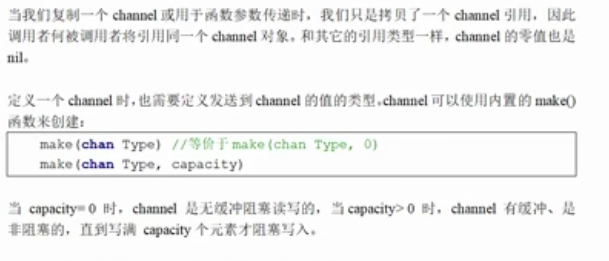 当我们复制一个 channel 或用于函数参数传递时，我们只是拷贝了一个 channel 引用，因此
调用者何被调用者将引用同一个 channel 对象。和其它的引用类型一样，channel 的零值也是
nil。
定义一个 channel 时，也需要定义发送到 channel 的值的类型。channel 可以使用内置的 make()
函数来创建：
make(chan Type) //等价于 make(chan Type, 0)
make(chan Type, capacity)
当 capacity= 0 时，channel 是无缓冲阻塞读写的，当 capacity> 0 时，channel 有缓冲、是
非阻塞的，直到写满 capacity 个元素才阻塞写入。